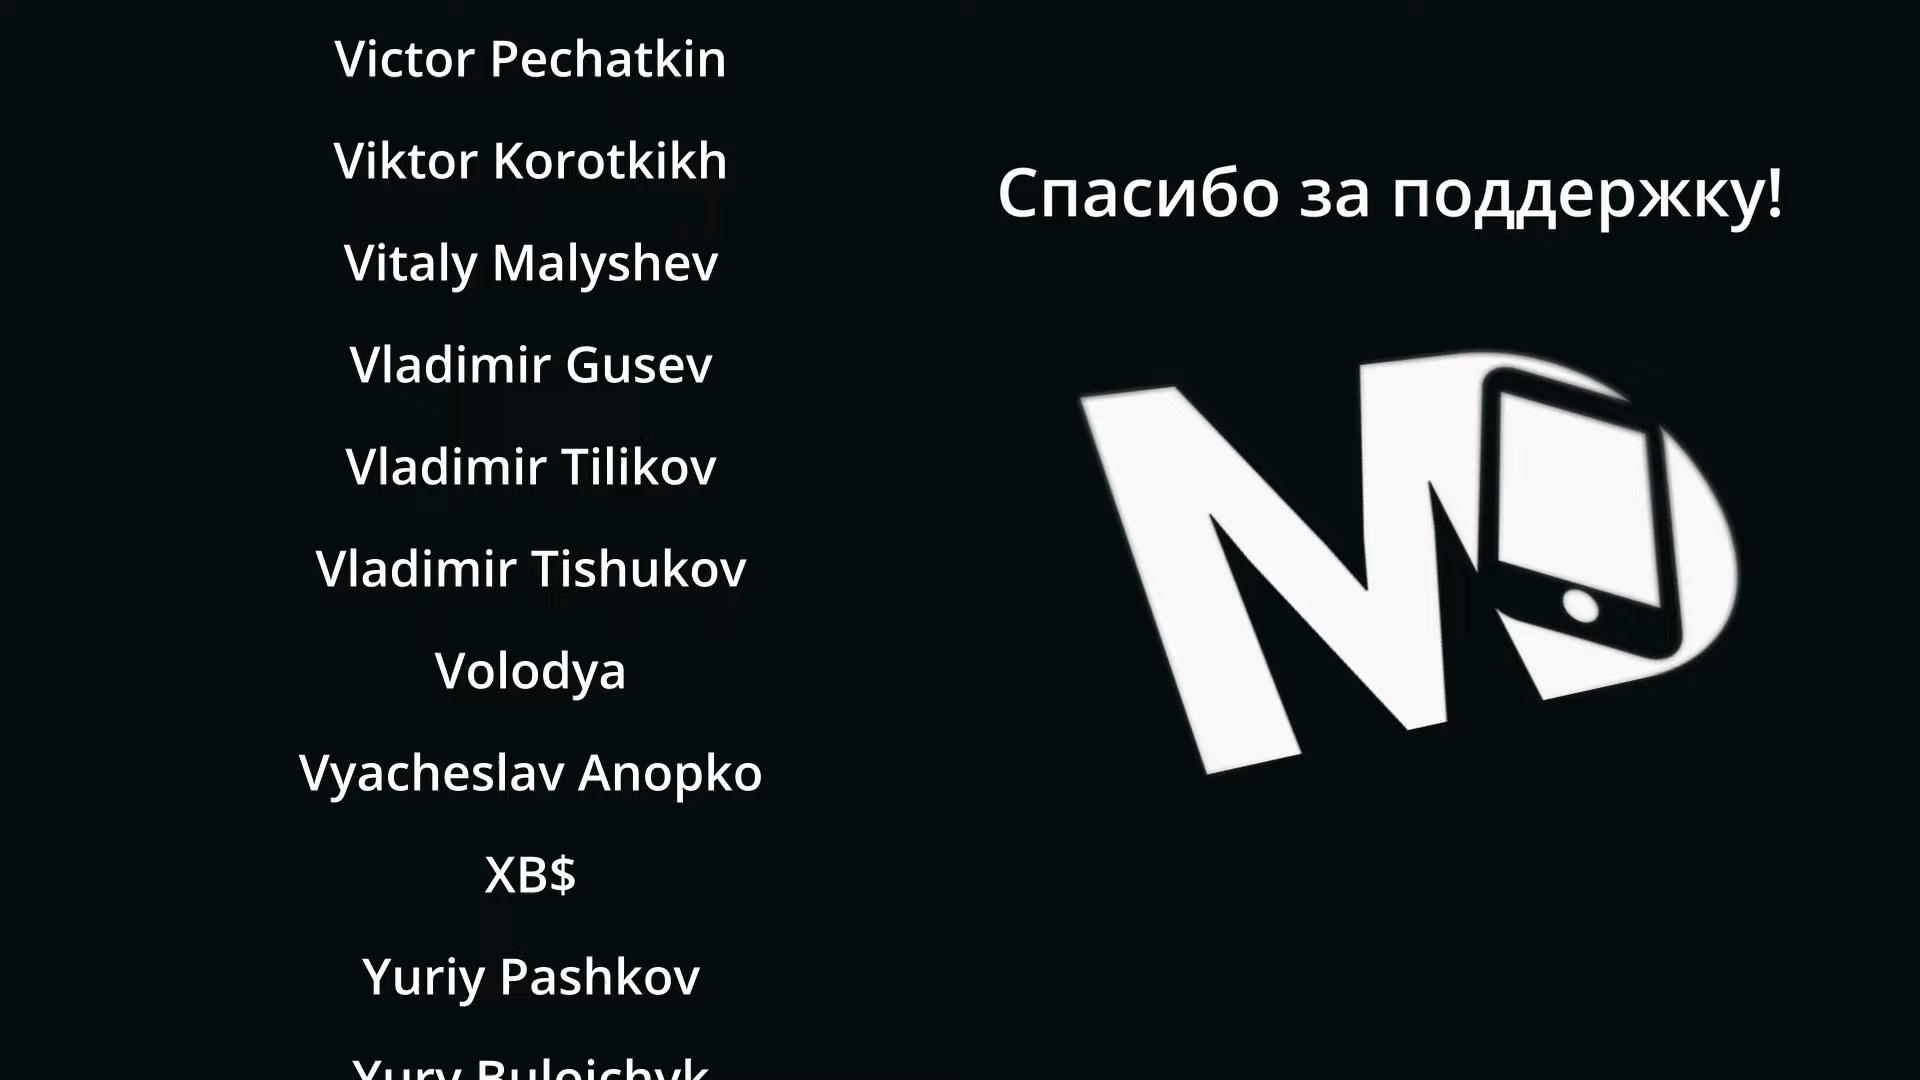 Victor Pechatkin
Viktor Korotkikh
Vitaly Malyshev
Vladimir Gusev
Vladimir Tilikov
Vladimir Tishukov
Volodya
Vyacheslav Anopko
XB$
Yuriy Pashkov
Yury
Спасибо за поддержку!